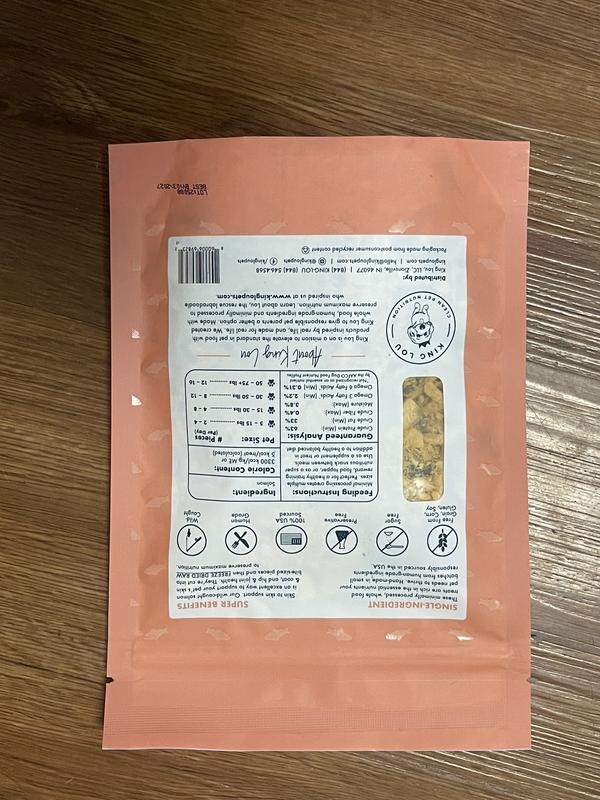 SINGLE-INGREDIENT
These minimally processed, whole food
treats are rich in the essential nutrients your
pet needs to thrive. Handmade in small
batches from human-grade ingredients
responsibly sourced in the USA.
SUPER BENEFITS
Skin to skin support. Our wild-caught salmon
is an excellent way to support your pet's skin
& coat, and hip & joint health. They're cut into
bite-sized pieces and than FREEZE DRIED RAW
to preserve maximum nutrition.
Free From
Grain, Corn,
Gluten, Soy
Sugar
Free
Preservative
Free
100% USA
Sourced
Human
Grade
Wild
Caught
Feeding Instructions:
Minimal processing creates multiple
sizes. Perfect for a healthy training
reward, food topper, or as a super
nutritious snack between meals.
Use as a supplement or treat in
addition to a healthy balanced diet
Ingredient:
Salmon
Calorie Content:
3300 kcal/kg ME or
5 kcal/treat (calculated)
Guaranteed Analysis:
Crude Protein (Min) 63%
Crude Fat (Min) 33%
Crude Fiber (Max) 0.4%
Moisture (Max) 3.8%
Omega 3 Fatty Acids* (Min) 2.2%
Omega 6 Fatty Acids* (Min) 0.31%
*Not recognized as an essential nutrient
by the AAFCO Dog Food Nutrient Profiles
Pet Size: # Pieces
(Per Day)
5 - 15 lbs 2 - 4
15 - 30 lbs 4 - 8
30 - 50 lbs 8 - 12
50 - 75+ lbs 12 - 16
About King Lou
King Lou is on a mission to elevate the standard in pet food with
products inspired by real life, and made for real life. We created
King Lou to give responsible pet parents a better option. Made with
whole food, human-grade ingredients and minimally processed to
preserve maximum nutrition. Learn about Lou, the rescue labradoodle
who inspired us at www.kingloupets.com.
KING LOU
CLEAN PET NUTRITION
Distributed by:
King Lou, LLC, Zionsville, IN 46077 | (844) KINGLOU (844) 546-4568
kingloupets.com | hello@kingloupets.com | @kingloupets | /kingloupets
Packaging made from postconsumer recycled content
LOT:25080